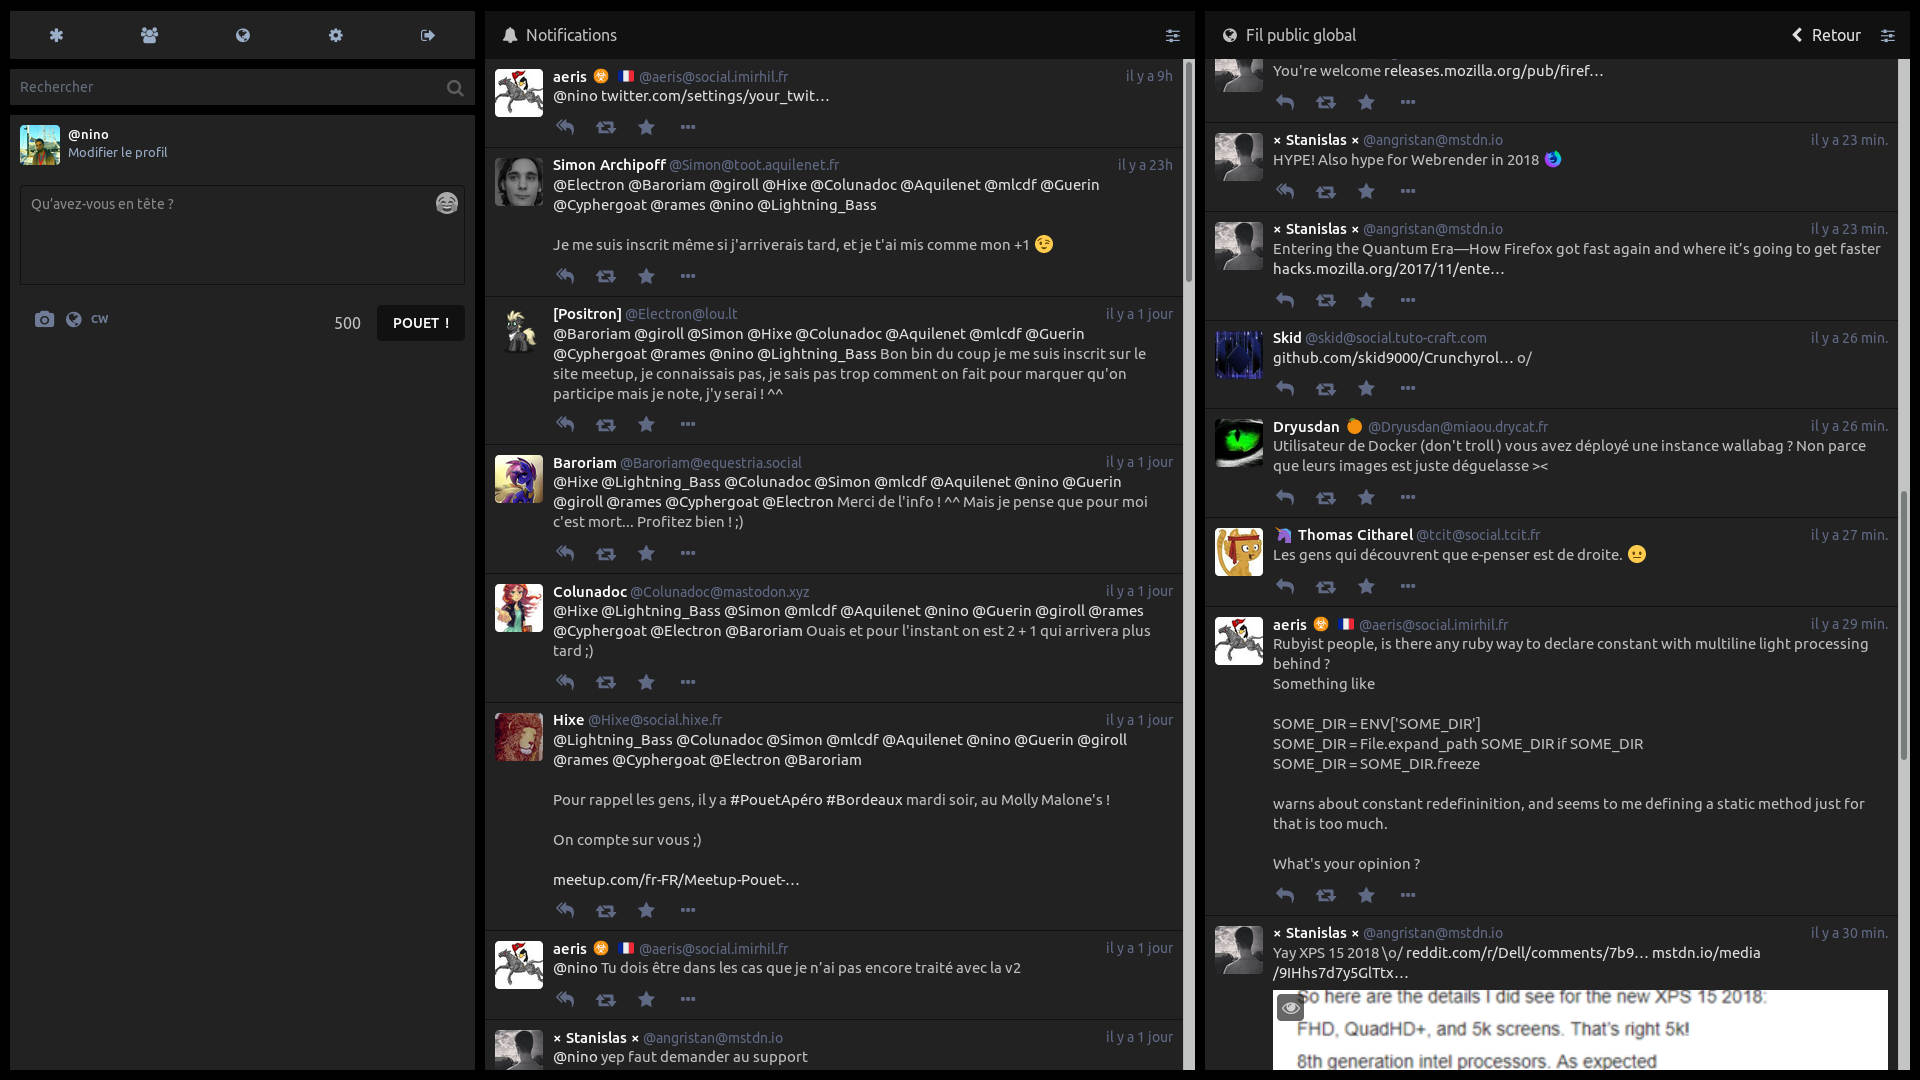 Rechercher
@nino
Modifier le profil
Qu'avez-vous en tête ?
CW
500
POUET !
Notifications
aeris @aeris@social.imirhil.fr il y a 9h
@nino twitter.com/settings/your_twit…
Simon Archipoff @Simon@toot.aquilenet.fr il y a 23h
@Electron @Baroriam @giroll @Hixe @Colunadoc @Aquilenet @mlcdf @Guerin
@Cyphergoat @rames @nino @Lightning_Bass
Je me suis inscrit même si j'arriverais tard, et je t'ai mis comme mon +1 😉
[Positron] @Electron@lou.lt il y a 1 jour
@Baroriam @giroll @Simon @Hixe @Colunadoc @Aquilenet @mlcdf @Guerin
@Cyphergoat @rames @nino @Lightning_Bass Bon bin du coup je me suis inscrit sur le
site meetup, je connaissais pas, je sais pas trop comment on fait pour marquer qu'on
participe mais je note, j'y serai ! ^^
Baroriam @Baroriam@equestria.social il y a 1 jour
@Hixe @Lightning_Bass @Colunadoc @Simon @mlcdf @Aquilenet @nino @Guerin
@giroll @rames @Cyphergoat @Electron Merci de l'info ! ^^ Mais je pense que pour moi
c'est mort... Profitez bien ! ;)
Colunadoc @Colunadoc@mastodon.xyz il y a 1 jour
@Hixe @Lightning_Bass @Simon @mlcdf @Aquilenet @nino @Guerin @giroll @rames
@Cyphergoat @Electron @Baroriam Ouais et pour l'instant on est 2 + 1 qui arrivera plus
tard ;)
Hixe @Hixe@social.hixe.fr il y a 1 jour
@Lightning_Bass @Colunadoc @Simon @mlcdf @Aquilenet @nino @Guerin @giroll
@rames @Cyphergoat @Electron @Baroriam
Pour rappel les gens, il y a #PouetApéro #Bordeaux mardi soir, au Molly Malone's !
On compte sur vous ;)
meetup.com/fr-FR/Meetup-Pouet-…
aeris @aeris@social.imirhil.fr il y a 1 jour
@nino Tu dois être dans les cas que je n'ai pas encore traité avec la v2
× Stanislas × @angristan@mstdn.io il y a 1 jour
@nino yep faut demander au support
Fil public global
Retour
You're welcome releases.mozilla.org/pub/firef…
× Stanislas × @angristan@mstdn.io il y a 23 min.
HYPE! Also hype for Webrender in 2018
× Stanislas × @angristan@mstdn.io il y a 23 min.
Entering the Quantum Era—How Firefox got fast again and where it's going to get faster
hacks.mozilla.org/2017/11/ente…
Skid @skid@social.tuto-craft.com il y a 26 min.
github.com/skid9000/Crunchyrol… o/
Dryusdan @Dryusdan@miaou.drycat.fr il y a 26 min.
Utilisateur de Docker (don't troll ) vous avez déployé une instance wallabag ? Non parce
que leurs images est juste déguelasse ><
Thomas Citharel @tcit@social.tcit.fr il y a 27 min.
Les gens qui découvrent que e-penser est de droite. 😐
aeris @aeris@social.imirhil.fr il y a 29 min.
Rubyist people, is there any ruby way to declare constant with multiline light processing
behind ?
Something like
SOME_DIR = ENV['SOME_DIR']
SOME_DIR = File.expand_path SOME_DIR if SOME_DIR
SOME_DIR = SOME_DIR.freeze
warns about constant redefininition, and seems to me defining a static method just for
that is too much.
What's your opinion ?
× Stanislas × @angristan@mstdn.io il y a 30 min.
Yay XPS 15 2018 \o/ reddit.com/r/Dell/comments/7b9… mstdn.io/media
/9IHhs7d7y5GlTtx…
So here are the details I did see for the new XPS 15 2018:
FHD, QuadHD+, and 5k screens. That's right 5k!
8th generation intel processors. As expected